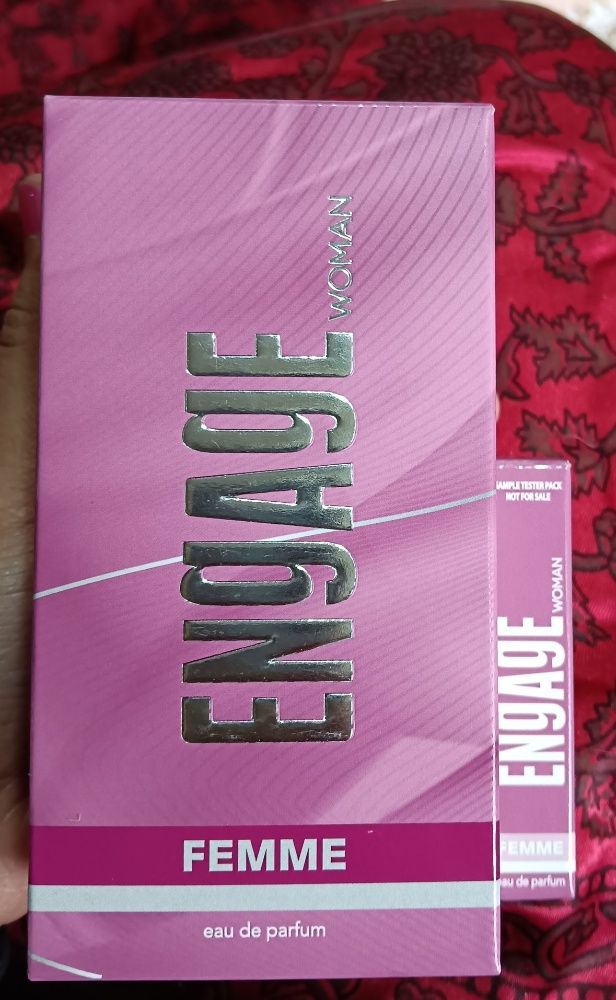 ENgAgE
WOMAN
FEMME
eau de parfum
SAMPLE TESTER PACK
NOT FOR SALE
ENgAgE
WOMAN
FEMME
eau de parfum